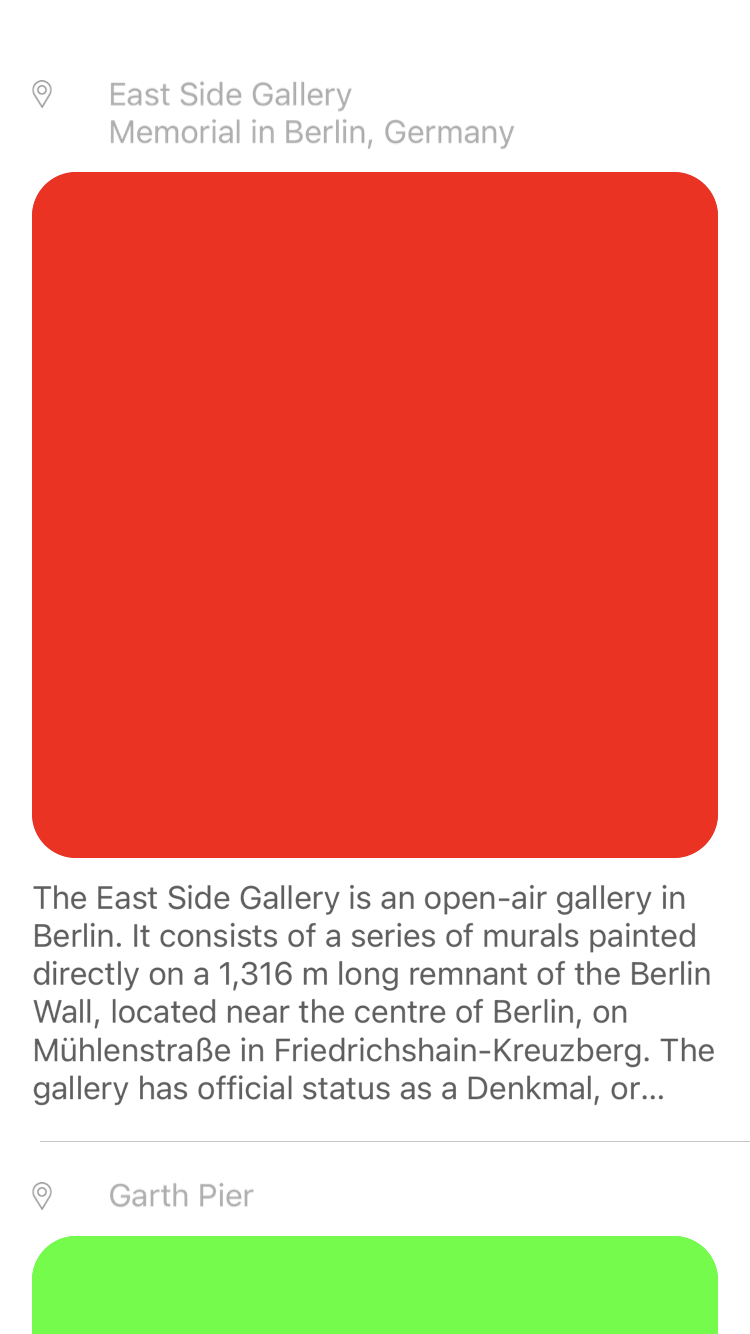 East Side Gallery
Memorial in Berlin, Germany
The East Side Gallery is an open-air gallery in
Berlin. It consists of a series of murals painted
directly on a 1,316 m long remnant of the Berlin
Wall, located near the centre of Berlin, on
Mühlenstraße in Friedrichshain-Kreuzberg. The
gallery has official status as a Denkmal, or...
Garth Pier